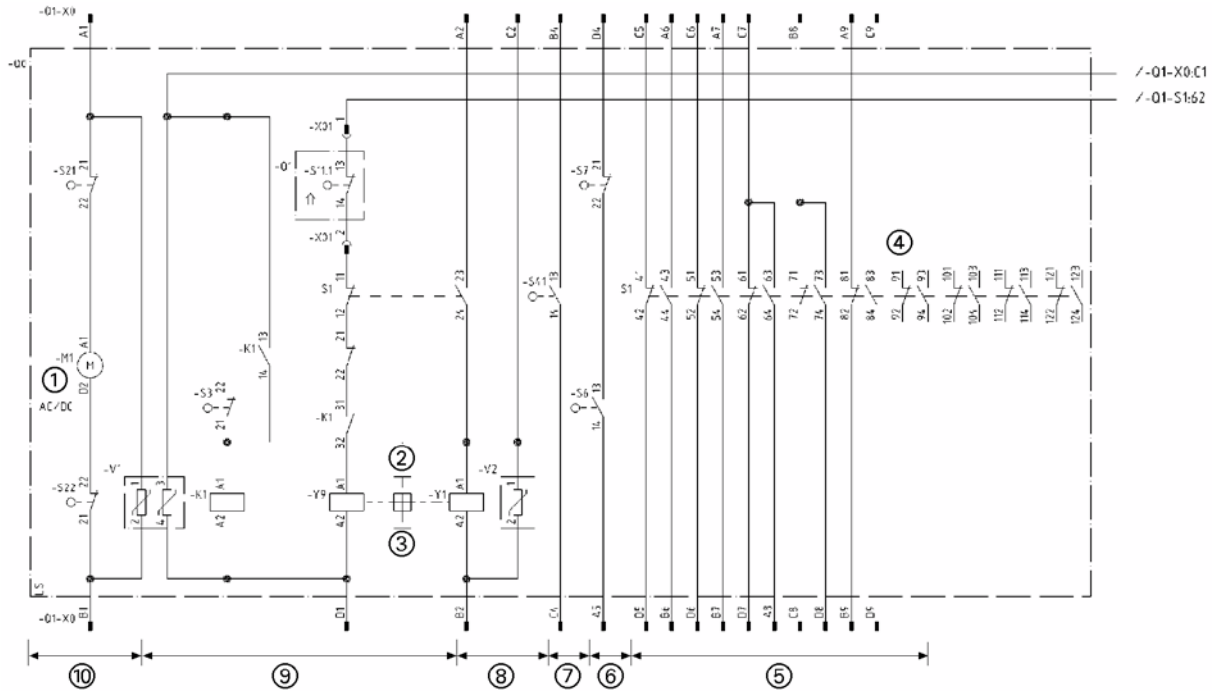 -Q1-X0
A1 A2 C2 B4 D4 C5 A6 C6 A7 C7 B8 A9 C9
/-Q1-X0:C1
/-Q1-S1:62
-X01 1
-S21 21 22
-S11.1 13 14
-S7 21 22
-X01 2
④
S1 11 12
23 24
-S41 13 14
S1 42 43 44 51 52 53 54 61 62 63 64 71 72 73 74 81 82 83 84 91 92 93 94 101 102 103 104 111 112 113 114 121 122 123 124
21 22
-K1 13 14
-M1 A1 M D2
①
AC/DC
-S3 22 21
-K1 31 32
-S6 13 14
②
-S22 22 21
1 2 3 4
-K1 A1 A2
-Y9 A1
-Y1 A1
-V2 1 2
③
LS
-Q1-X0
B1 D1 B2 C4 A5 D5 B6 D6 B7 D7 A8 C8 D8 B9 D9
⑩ ⑨ ⑧ ⑦ ⑥ ⑤